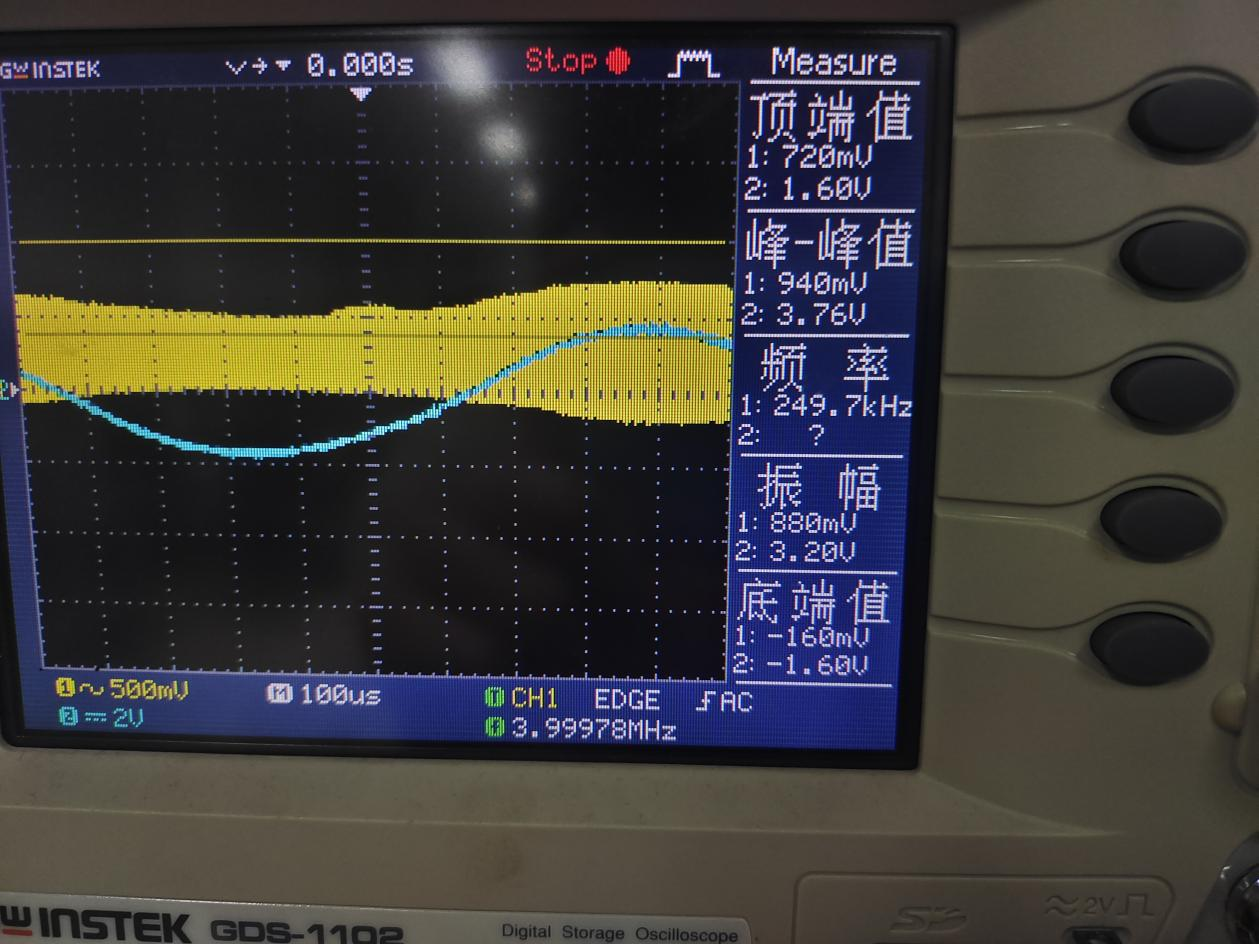 GWINSTEK 0.000s Stop Measure
顶端值
1: 720mV
2: 1.60V
峰-峰值
1: 940mV
2: 3.76V
频率
1: 249.7kHz
2: ?
振幅
1: 880mV
2: 3.20V
底端值
1: -160mV
2: -1.60V
1 500mV M 100us T CH1 EDGE AC
2 2V f 3.99978MHz
GWINSTEK GDS-1102 Digital Storage Oscilloscope
SD 2V